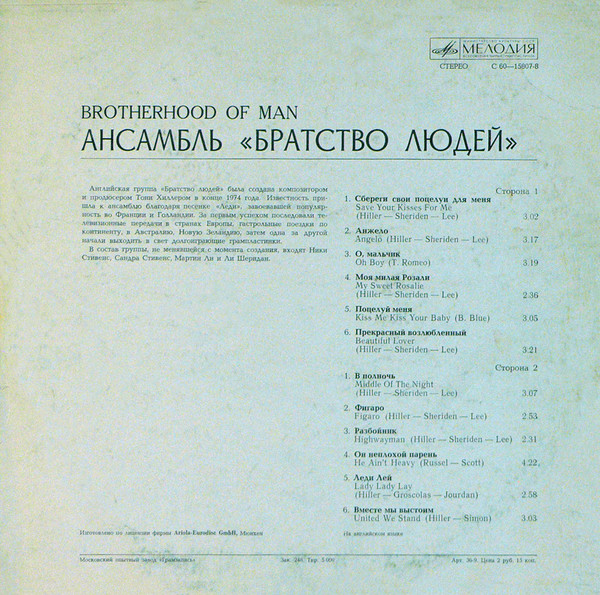 МЕЛОДИЯ
СТЕРЕО С 60—15807-8
BROTHERHOOD OF MAN
АНСАМБЛЬ «БРАТСТВО ЛЮДЕЙ»
Английская группа «Братство людей» была создана композитором
и продюсером Тони Хиллером в конце 1974 года. Известность при-
шла к ансамблю благодаря песенке «Леди», завоевавшей популяр-
ность во Франции и Голландии. За первым успехом последовали те-
левизионные передачи в странах Европы, гастрольные поездки по
континенту, в Австралию, Новую Зеландию, затем одна за другой
начали выходить в свет долгоиграющие грампластинки.
В состав группы, не менявшийся с момента создания, входят Ники
Стивенс, Сандра Стивенс, Мартин Ли и Ли Шеридан.
Сторона 1
1. Сбереги свои поцелуи для меня
Save Your Kisses For Me
(Hiller — Sheriden — Lee) 3.02
2. Анжело
Angelo (Hiller — Sheriden — Lee) 3.17
3. О, мальчик
Oh Boy (T. Romeo) 3.19
4. Моя милая Розали
My Sweet Rosalie
(Hiller — Sheriden — Lee) 2.36
5. Поцелуй меня
Kiss Me Kiss Your Baby (B. Blue) 3.05
6. Прекрасный возлюбленный
Beautiful Lover
(Hiller — Sheriden — Lee) 3.21
Сторона 2
1. В полночь
Middle Of The Night
(Hiller — Sheriden — Lee) 3.07
2. Фигаро
Figaro (Hiller — Sheriden — Lee) 2.53
3. Разбойник
Highwayman (Hiller — Sheriden — Lee) 2.31
4. Он неплохой парень
He Ain't Heavy (Russel — Scott) 4.22
5. Леди Лей
Lady Lady Lay
(Hiller — Groscolas — Jourdan) 2.58
6. Вместе мы выстоим
United We Stand (Hiller — Simon) 3.03
Изготовлено по лицензии фирмы Ariola-Eurodisc GmbH, Мюнхен
На английском языке
Московский опытный завод «Грамзапись» Зак. 244. Тир. Арт. 36-9. Цена 2 руб. 15 коп.